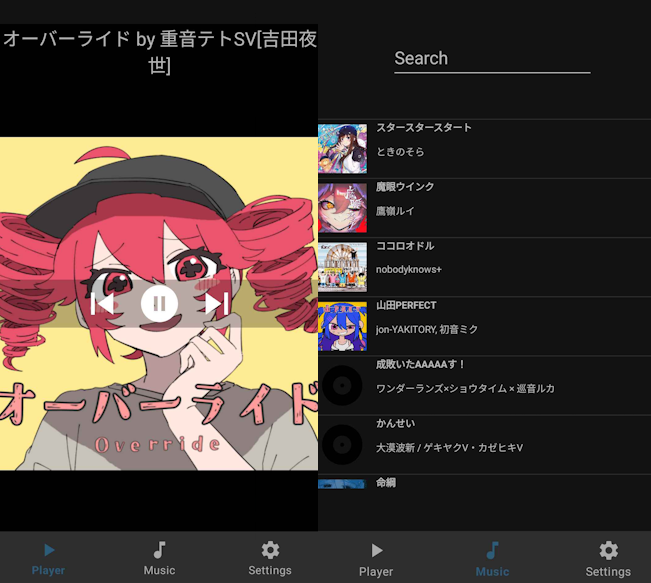 オーバーライド by 重音テトSV[吉田夜
世]
オーバーライド
Override
Player
Music
Settings
Search
スタースタースタート
ときのそら
魔眼ウインク
鷹嶺ルイ
ココロオドル
nobodyknows+
山田PERFECT
jon-YAKITORY, 初音ミク
成敗いたAAAAAす！
ワンダーランズ×ショウタイム × 巡音ルカ
かんせい
大漠波新 / ゲキヤクV・カゼヒキV
命綱
Player
Music
Settings